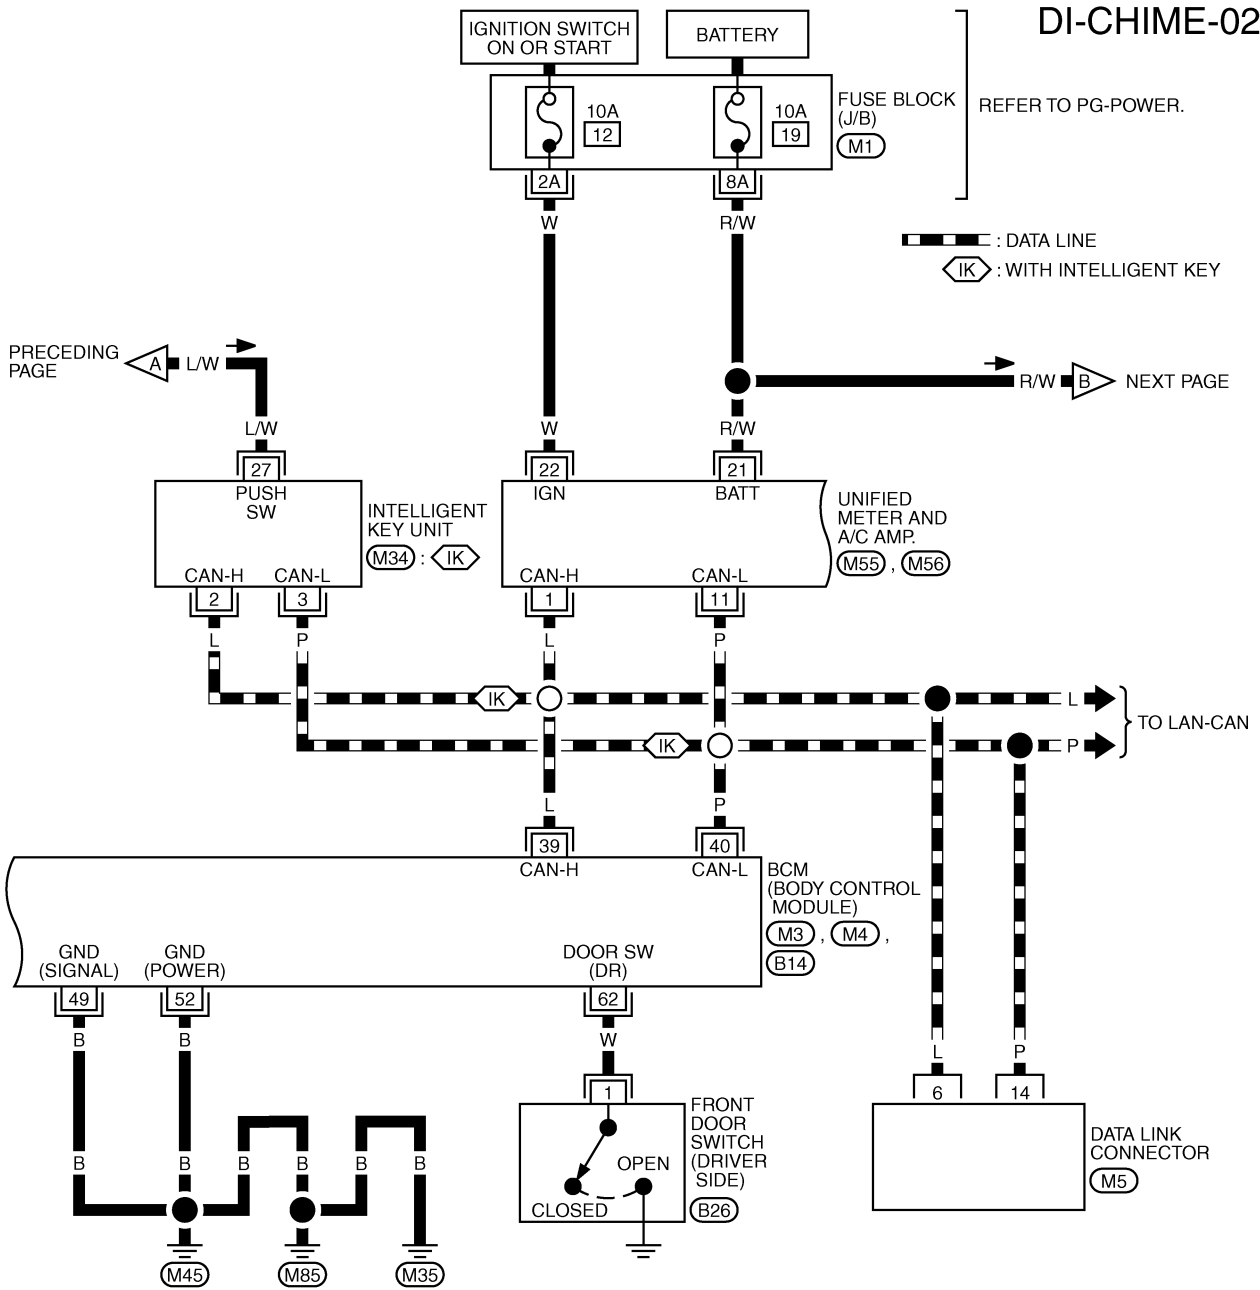 DI-CHIME-02
IGNITION SWITCH
ON OR START
BATTERY
10A
12
10A
19
FUSE BLOCK
(J/B)
M1
REFER TO PG-POWER.
2A
8A
W
R/W
: DATA LINE
IK : WITH INTELLIGENT KEY
PRECEDING
PAGE
A
L/W
R/W
B
NEXT PAGE
L/W
W
R/W
27
22
21
PUSH
SW
IGN
BATT
INTELLIGENT
KEY UNIT
M34 : IK
UNIFIED
METER AND
A/C AMP.
M55 , M56
CAN-H
CAN-L
CAN-H
CAN-L
2
3
1
11
L
P
L
P
IK
L
IK
P
TO LAN-CAN
L
P
39
40
CAN-H
CAN-L
BCM
(BODY CONTROL
MODULE)
M3 , M4 ,
B14
GND
(SIGNAL)
GND
(POWER)
DOOR SW
(DR)
49
52
62
B
B
W
L
P
1
6
14
FRONT
DOOR
SWITCH
(DRIVER
SIDE)
B26
OPEN
CLOSED
DATA LINK
CONNECTOR
M5
B
B
B
B
B
B
M45
M85
M35